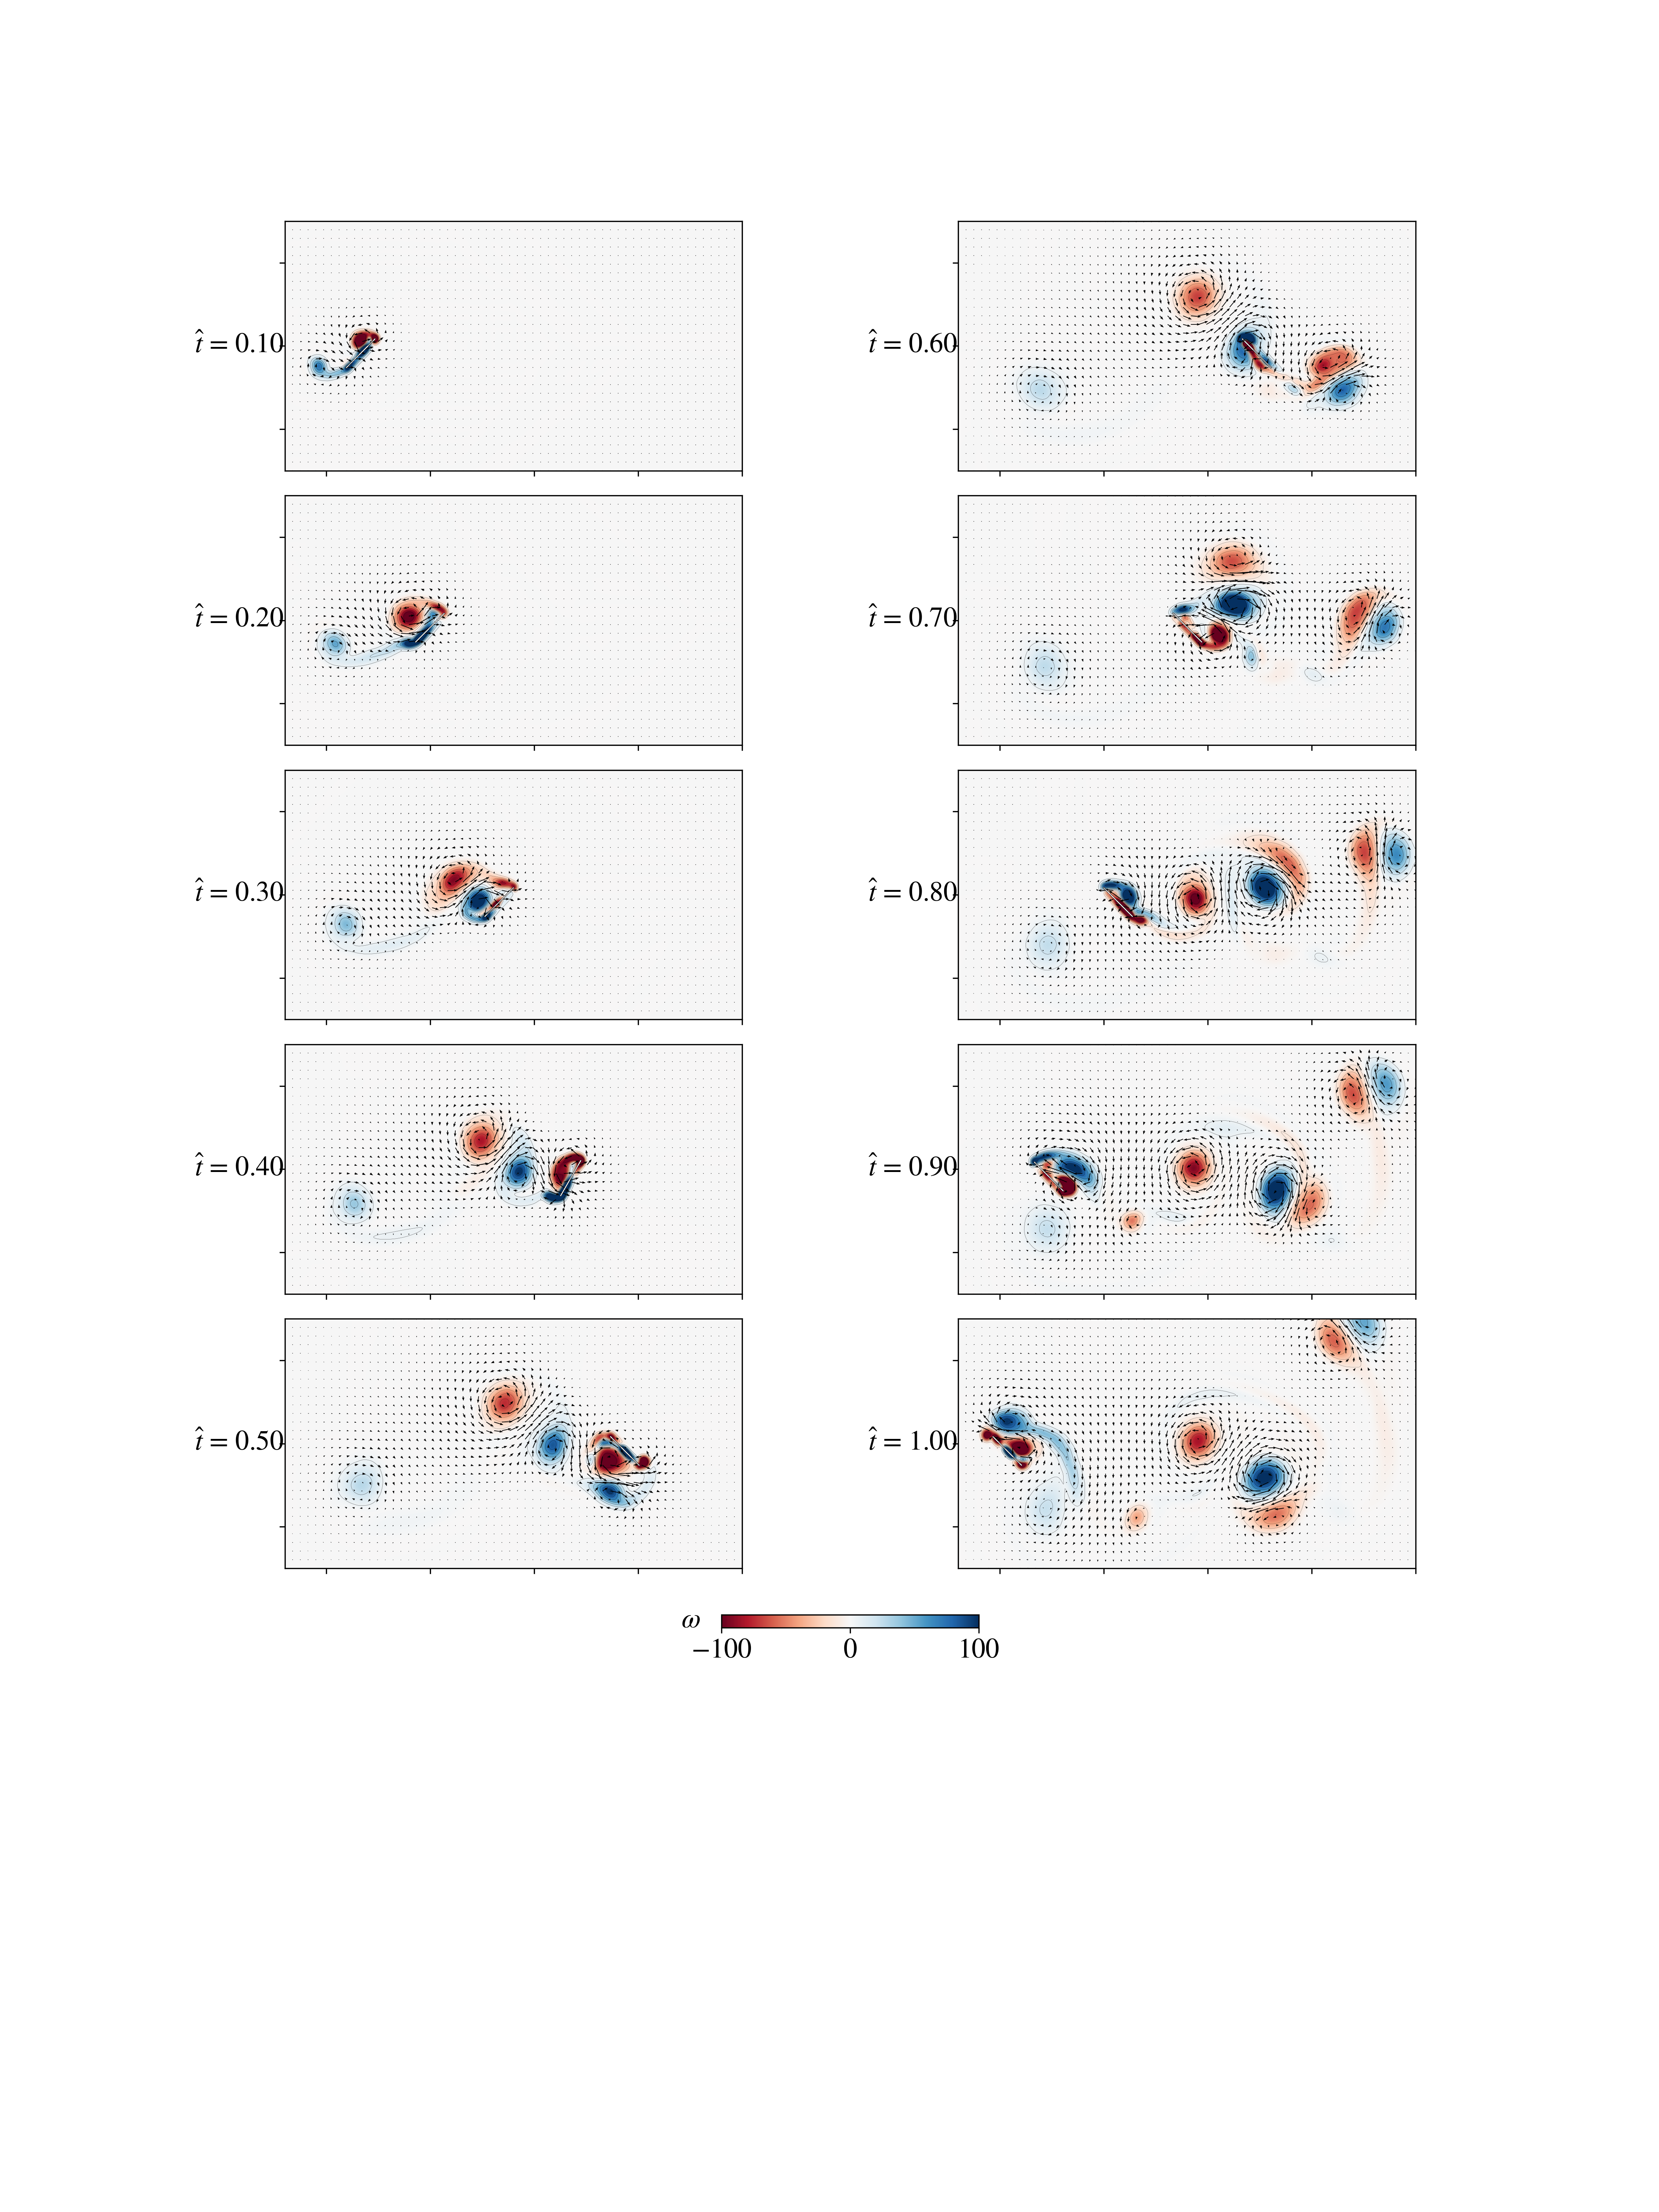 t̂ = 0.10
t̂ = 0.60
t̂ = 0.20
t̂ = 0.70
t̂ = 0.30
t̂ = 0.80
t̂ = 0.40
t̂ = 0.90
t̂ = 0.50
t̂ = 1.00
ω
−100 0 100